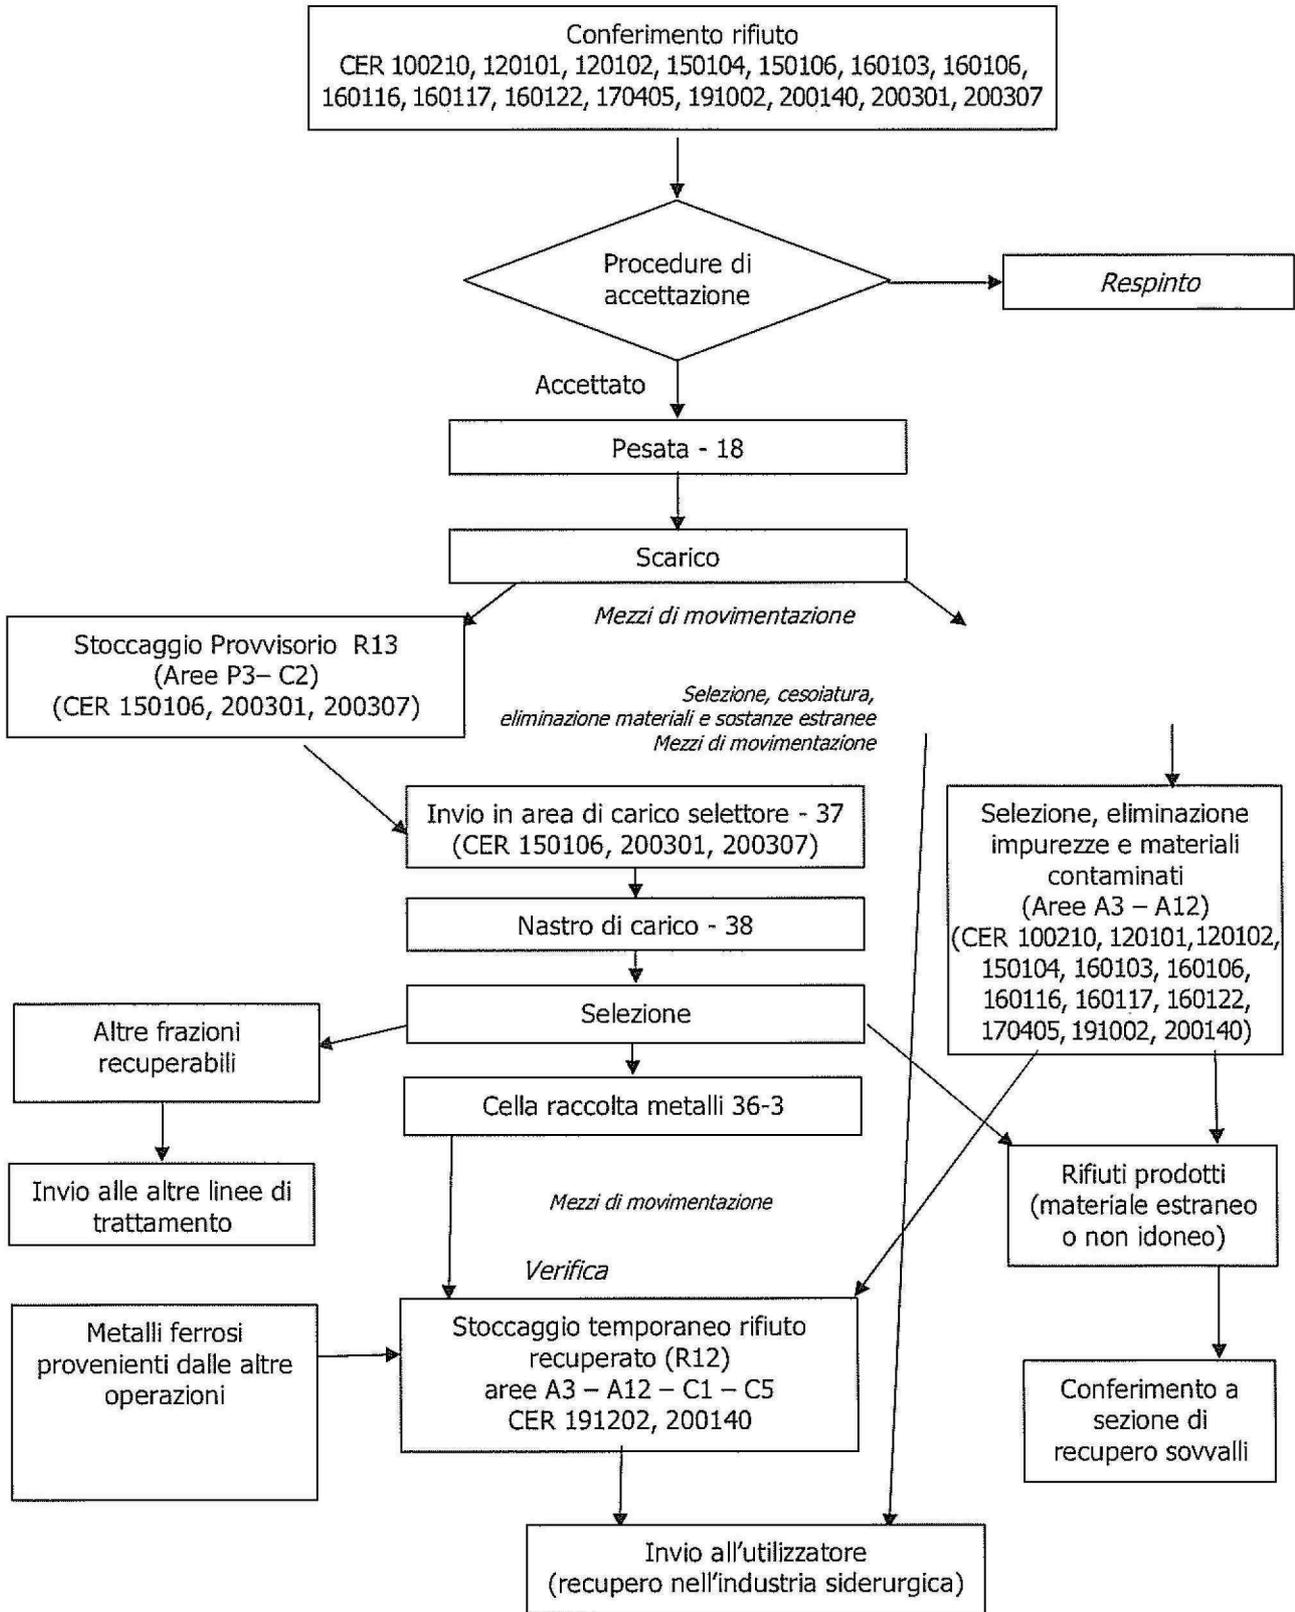 Conferimento rifiuto
CER 100210, 120101, 120102, 150104, 150106, 160103, 160106,
160116, 160117, 160122, 170405, 191002, 200140, 200301, 200307
Procedure di
accettazione
Respinto
Accettato
Pesata - 18
Scarico
Mezzi di movimentazione
Stoccaggio Provvisorio R13
(Aree P3– C2)
(CER 150106, 200301, 200307)
Selezione, cesoiatura,
eliminazione materiali e sostanze estranee
Mezzi di movimentazione
Invio in area di carico selettore - 37
(CER 150106, 200301, 200307)
Selezione, eliminazione
impurezze e materiali
contaminati
(Aree A3 – A12)
(CER 100210, 120101,120102,
150104, 160103, 160106,
160116, 160117, 160122,
170405, 191002, 200140)
Nastro di carico - 38
Selezione
Altre frazioni
recuperabili
Cella raccolta metalli 36-3
Invio alle altre linee di
trattamento
Mezzi di movimentazione
Rifiuti prodotti
(materiale estraneo
o non idoneo)
Verifica
Metalli ferrosi
provenienti dalle altre
operazioni
Stoccaggio temporaneo rifiuto
recuperato (R12)
aree A3 – A12 – C1 – C5
CER 191202, 200140
Conferimento a
sezione di
recupero sovvalli
Invio all'utilizzatore
(recupero nell'industria siderurgica)